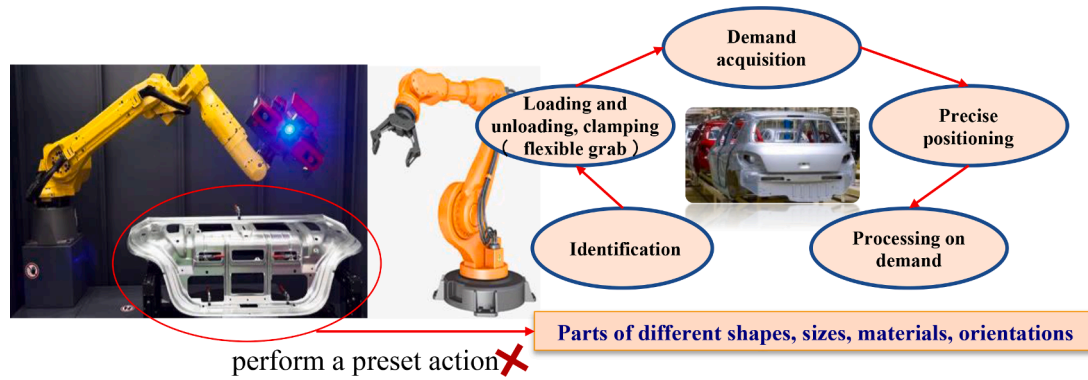 Demand
acquisition
Loading and
unloading, clamping
( flexible grab )
Precise
positioning
Identification
Processing on
demand
Parts of different shapes, sizes, materials, orientations
perform a preset action